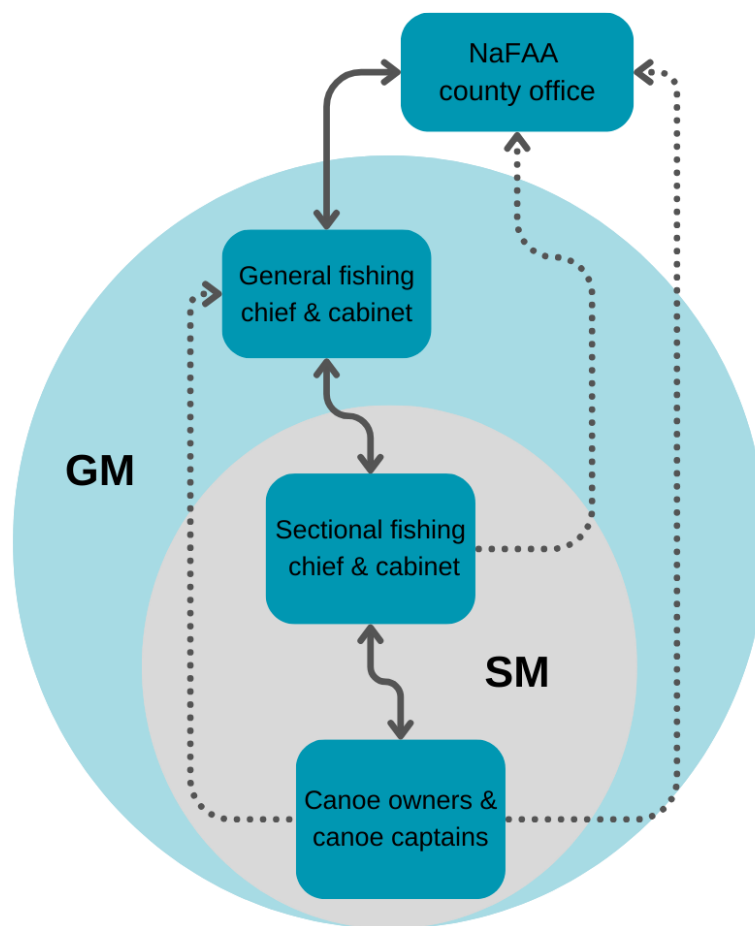 NaFAA
county office
General fishing
chief & cabinet
GM
Sectional fishing
chief & cabinet
SM
Canoe owners &
canoe captains